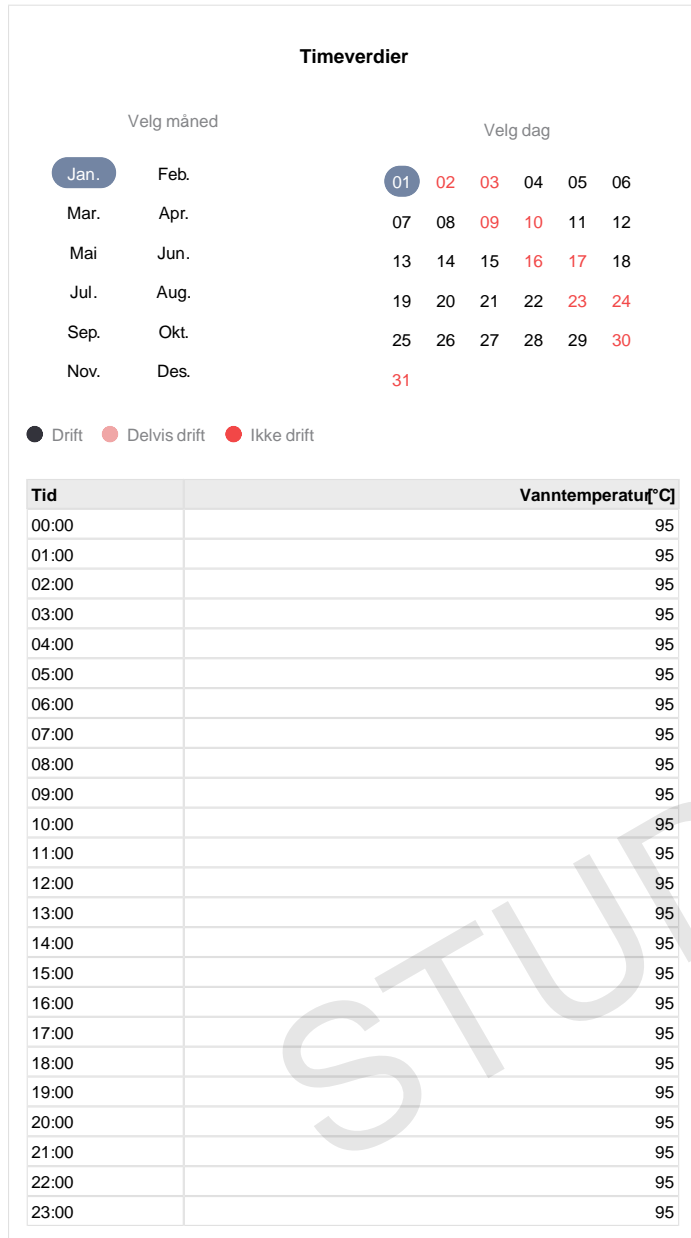 Timeverdier
Velg måned
Velg dag
Jan. Feb.
Mar. Apr.
Mai Jun.
Jul. Aug.
Sep. Okt.
Nov. Des.
01 02 03 04 05 06
07 08 09 10 11 12
13 14 15 16 17 18
19 20 21 22 23 24
25 26 27 28 29 30
31
Drift Delvis drift Ikke drift
Tid Vanntemperatur[°C]
00:00 95
01:00 95
02:00 95
03:00 95
04:00 95
05:00 95
06:00 95
07:00 95
08:00 95
09:00 95
10:00 95
11:00 95
12:00 95
13:00 95
14:00 95
15:00 95
16:00 95
17:00 95
18:00 95
19:00 95
20:00 95
21:00 95
22:00 95
23:00 95